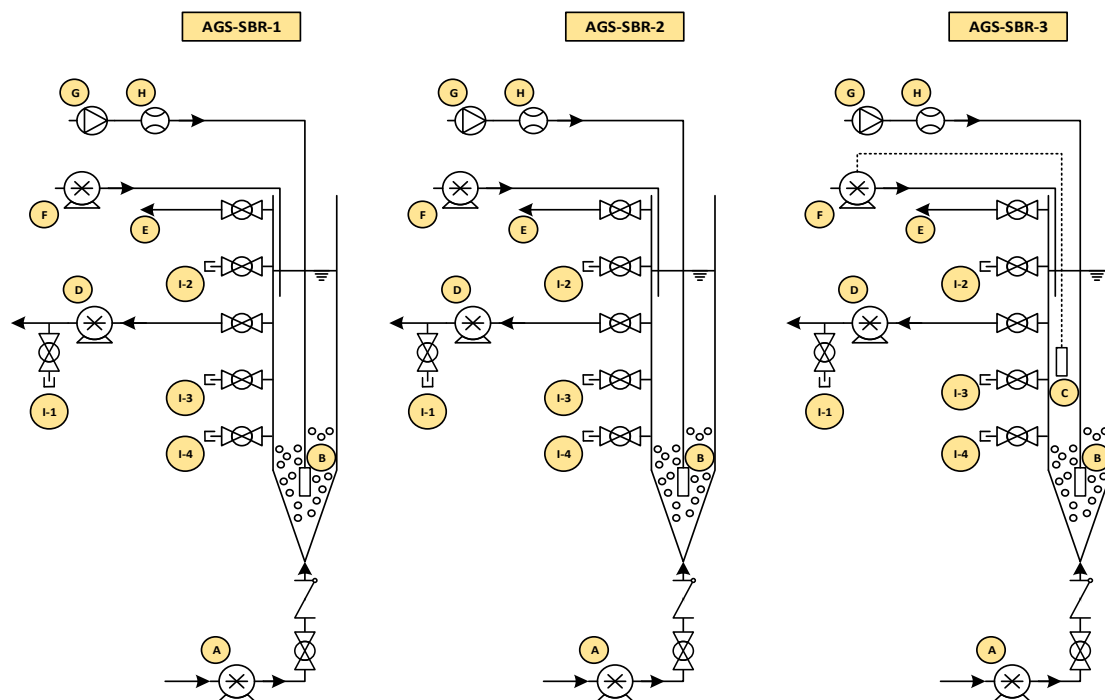 AGS-SBR-1
G
H
F
E
I-2
D
I-1
I-3
I-4
B
A
AGS-SBR-2
G
H
F
E
I-2
D
I-1
I-3
I-4
B
A
AGS-SBR-3
G
H
F
E
I-2
D
I-3
C
I-1
I-4
B
A